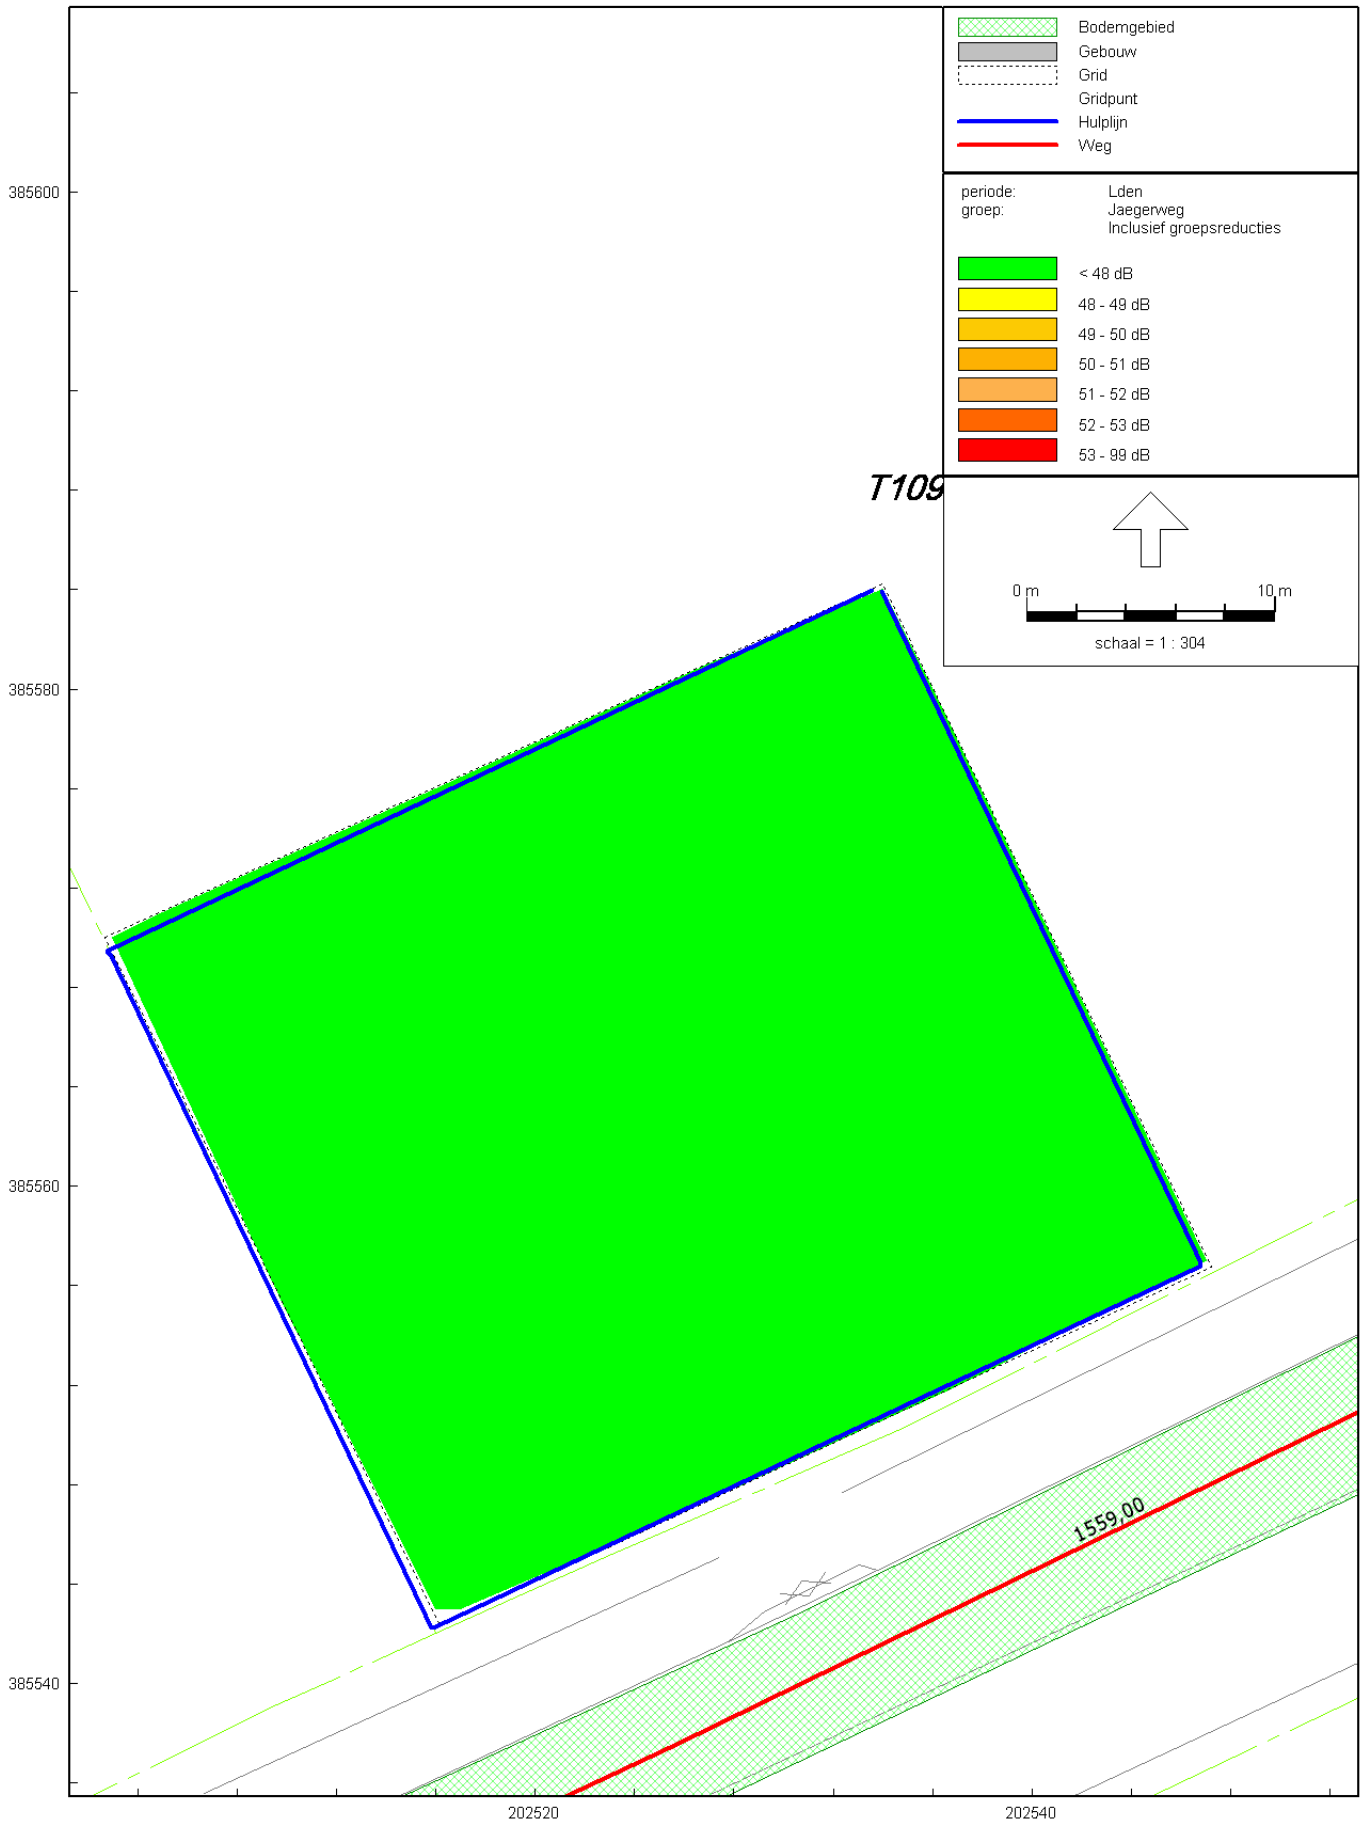 Bodemgebied
Gebouw
Grid
Gridpunt
Hulplijn
Weg
385600
periode: Lden
groep: Jaegerweg
Inclusief groepsreducties
< 48 dB
48 - 49 dB
49 - 50 dB
50 - 51 dB
51 - 52 dB
52 - 53 dB
53 - 99 dB
T109
0 m 10 m
schaal = 1 : 304
385580
385560
1559,00
385540
202520 202540